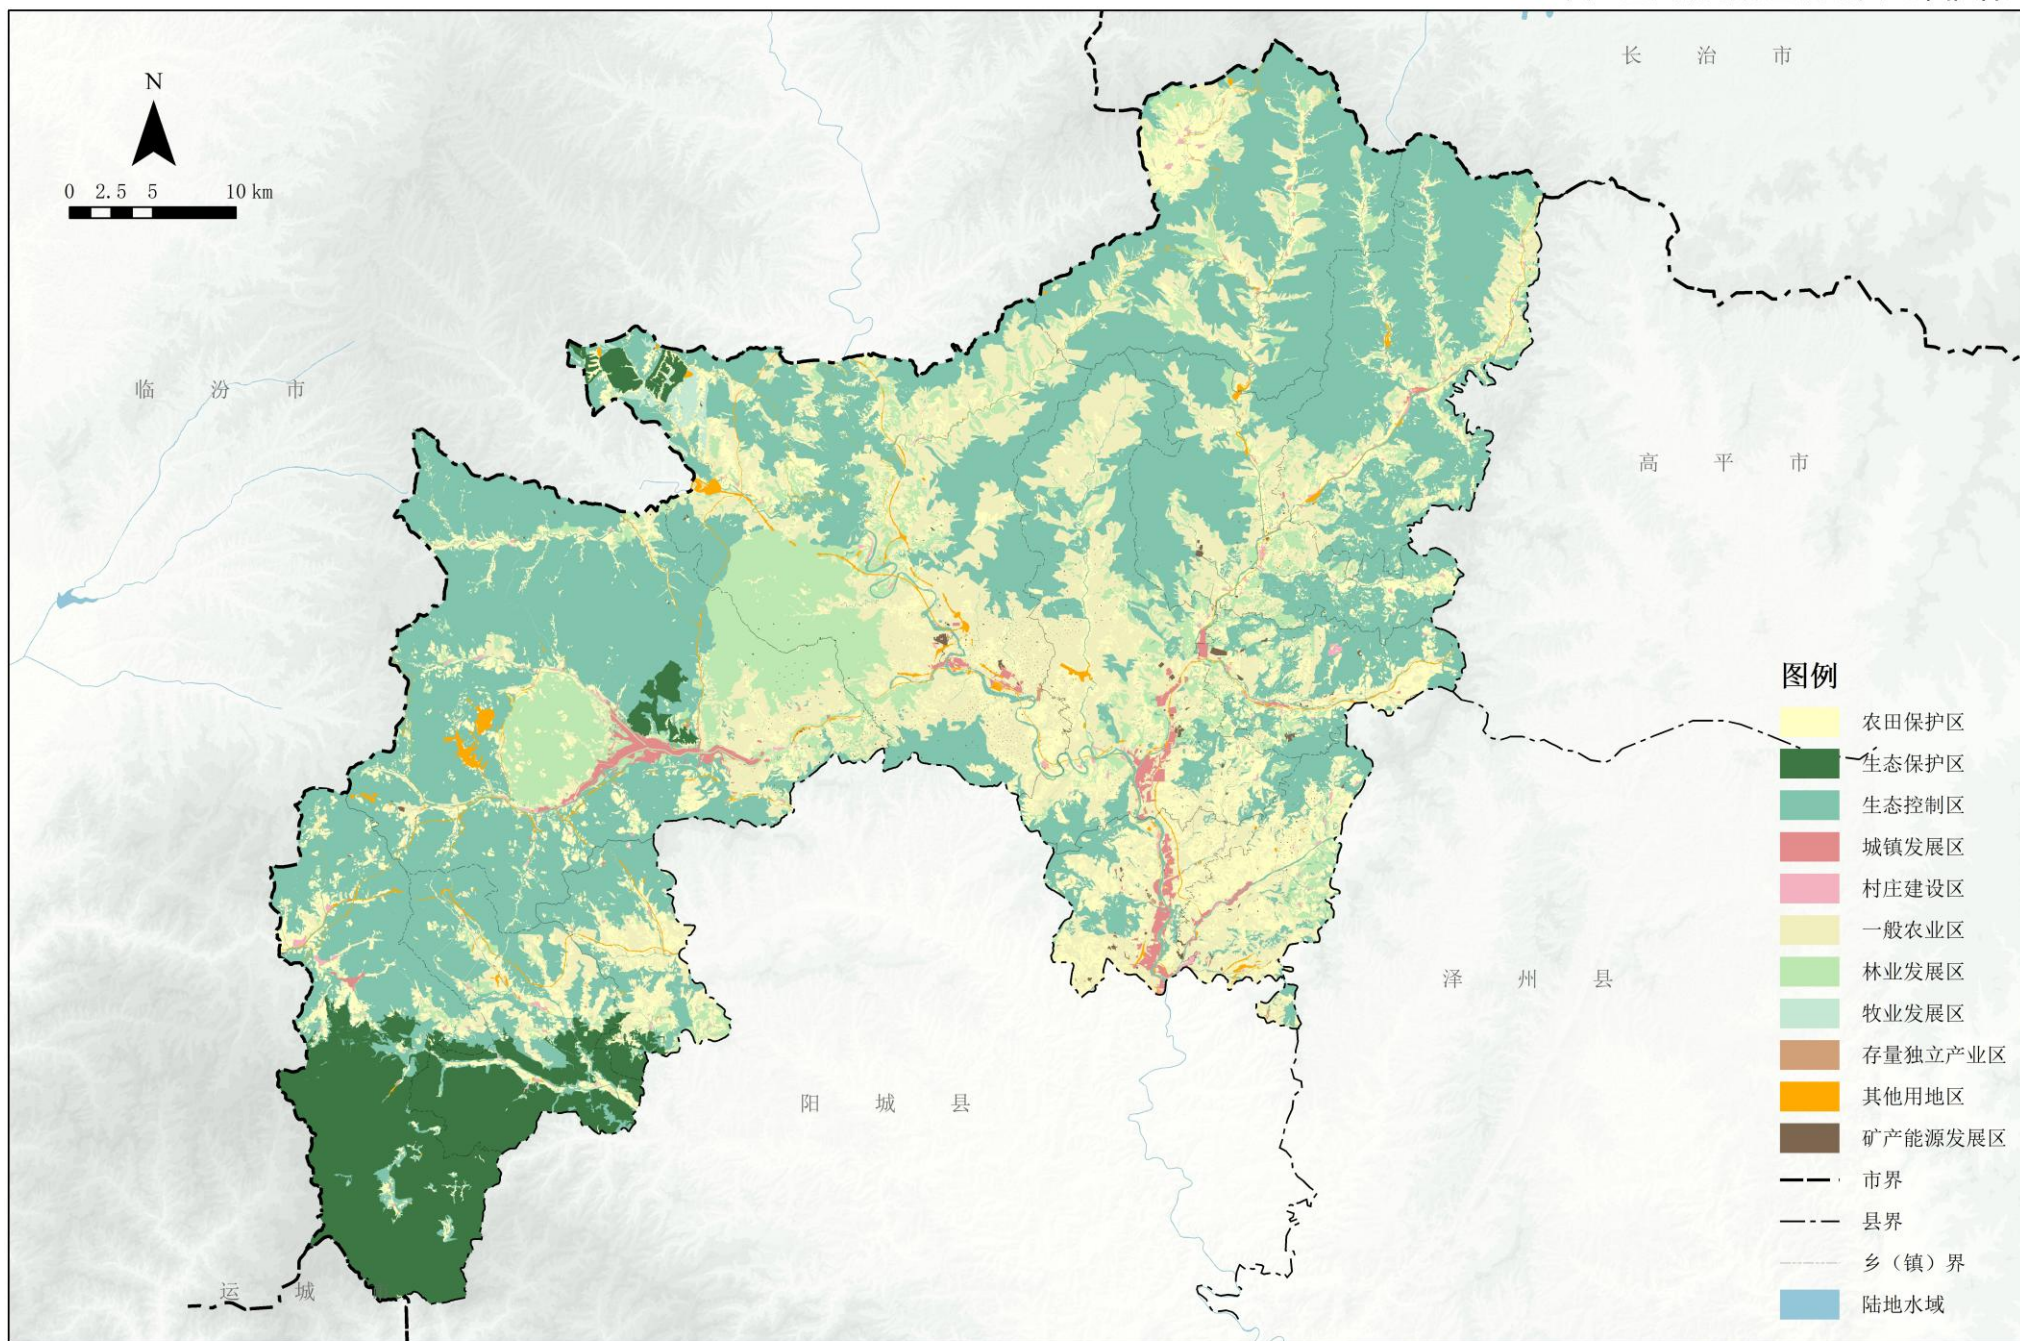 长治市
N
0 2.5 5 10 km
临汾市
高平市
图例
农田保护区
生态保护区
生态控制区
城镇发展区
村庄建设区
一般农业区
林业发展区
牧业发展区
存量独立产业区
其他用地区
矿产能源发展区
市界
县界
乡（镇）界
陆地水域
泽州县
阳城县
运城